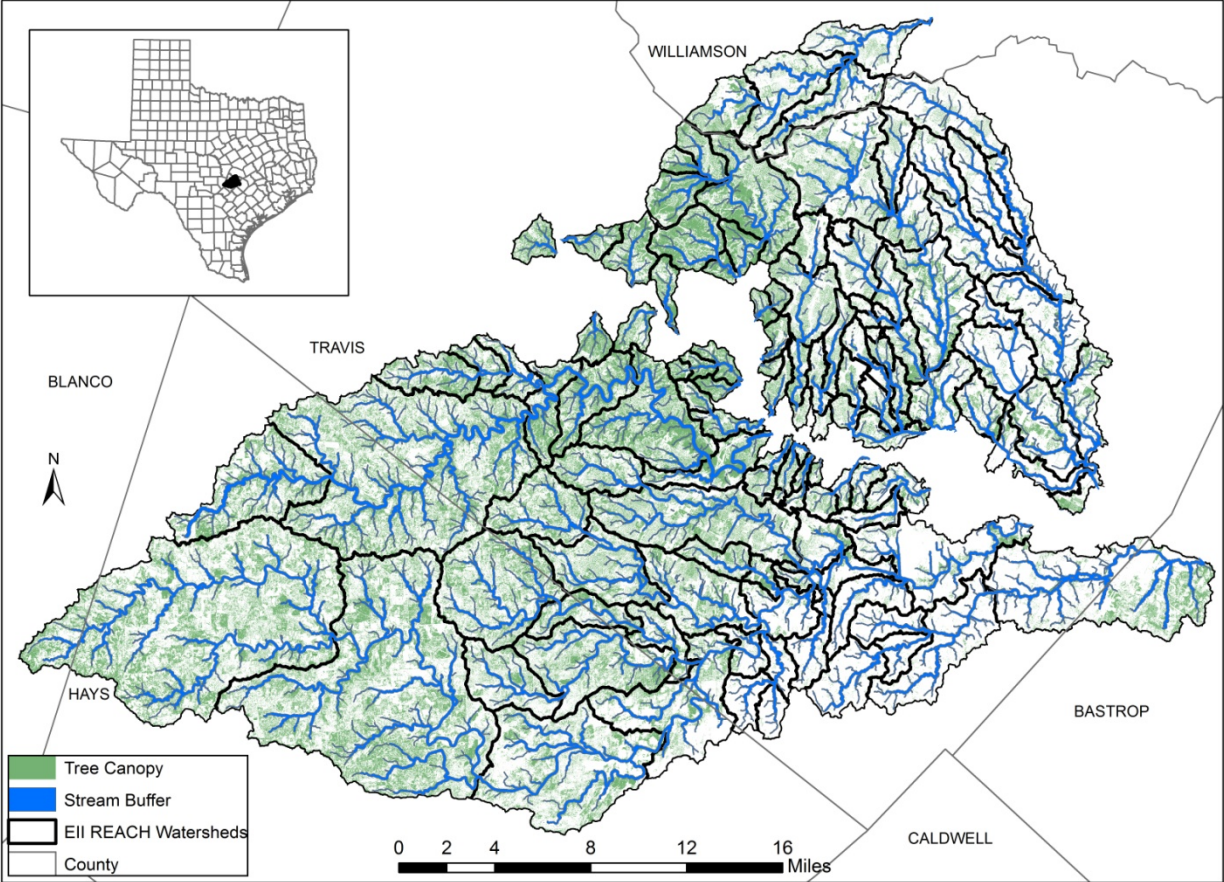 WILLIAMSON
TRAVIS
BLANCO
N
HAYS
BASTROP
CALDWELL
Tree Canopy
Stream Buffer
EII REACH Watersheds
County
0 2 4 8 12 16
Miles